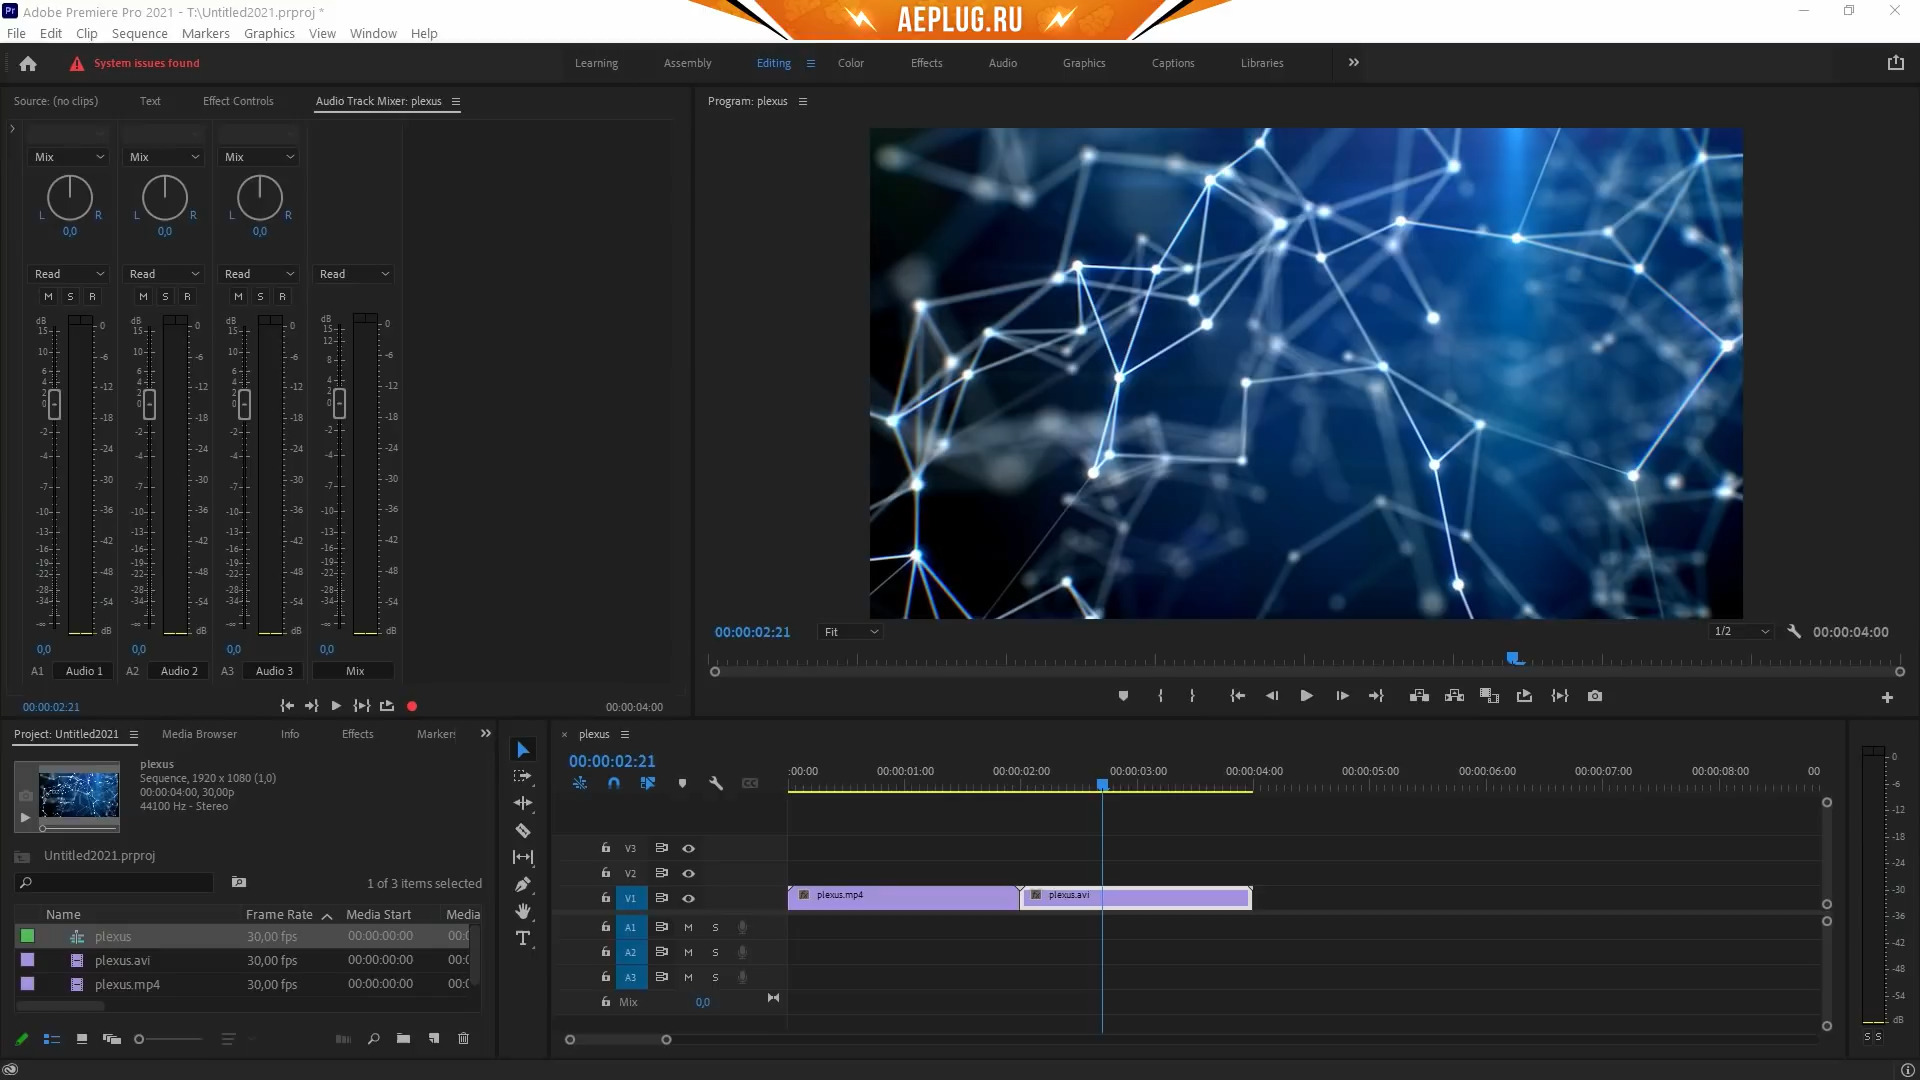 Adobe Premiere Pro 2021 - T:\Untitled2021.prproj *
AEPLUG.RU
File Edit Clip Sequence Markers Graphics View Window Help
System issues found
Learning Assembly Editing Color Effects Audio Graphics Captions Libraries
Source: (no clips) Text Effect Controls Audio Track Mixer: plexus
Program: plexus
Mix Mix Mix
L R L R L R
0,0 0,0 0,0
Read Read Read Read
M S R M S R M S R
dB 15 10 6 4 2 0 -2 -4 -7 -10 -13 -16 -19 -22 -28 -34 -∞
0 -6 -12 -18 -24 -30 -36 -42 -48 -54 dB
dB 15 10 6 4 2 0 -2 -4 -7 -10 -13 -16 -19 -22 -28 -34 -∞
0 -6 -12 -18 -24 -30 -36 -42 -48 -54 dB
dB 15 10 6 4 2 0 -2 -4 -7 -10 -13 -16 -19 -22 -28 -34 -∞
0 -6 -12 -18 -24 -30 -36 -42 -48 -54 dB
dB 15 12 8 4 2 0 -2 -4 -7 -10 -13 -16 -19 -22 -28 -34 -∞
0 -6 -12 -18 -24 -30 -36 -42 -48 -54 dB
0,0 0,0 0,0 0,0
A1 Audio 1 A2 Audio 2 A3 Audio 3 Mix
00:00:02:21 00:00:04:00
00:00:02:21 Fit 1/2 00:00:04:00
Project: Untitled2021 Media Browser Info Effects Markers
plexus
Sequence, 1920 x 1080 (1,0)
00:00:04:00, 30,00p
44100 Hz - Stereo
Untitled2021.prproj
1 of 3 items selected
Name Frame Rate Media Start Media
plexus 30,00 fps 00:00:00:00 00:(
plexus.avi 30,00 fps 00:00:00:00 00:(
plexus.mp4 30,00 fps 00:00:00:00 00:(
plexus
00:00:02:21
:00:00 00:00:01:00 00:00:02:00 00:00:03:00 00:00:04:00 00:00:05:00 00:00:06:00 00:00:07:00 00:00:08:00 00
V3
V2
V1 plexus.mp4 plexus.avi
A1 M S
A2 M S
A3 M S
Mix 0,0
0 -6 -12 -18 -24 -30 -36 -42 -48 -54 dB
S S